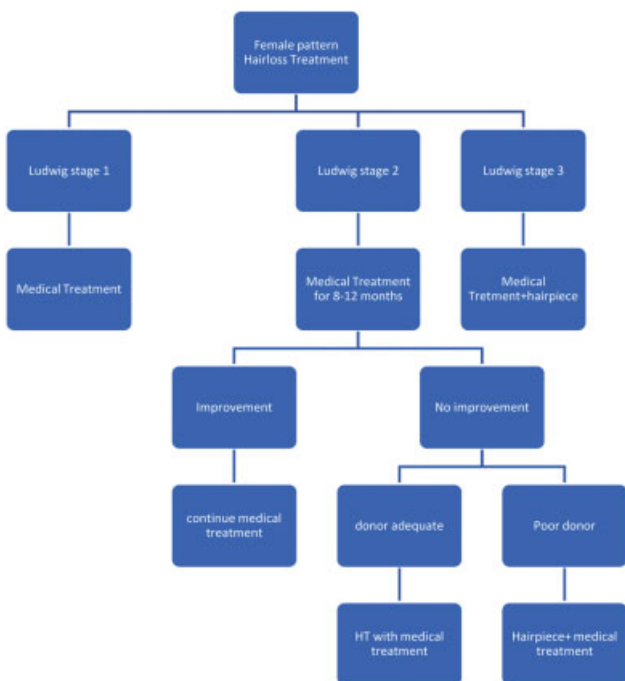 Female pattern
Hairloss Treatment
Ludwig stage 1
Ludwig stage 2
Ludwig stage 3
Medical Treatment
Medical Treatment
for 8-12 months
Medical
Tretment+hairpiece
Improvement
No improvement
continue medical
treatment
donor adequate
Poor donor
HT with medical
treatment
Hairpiece+ medical
treatment